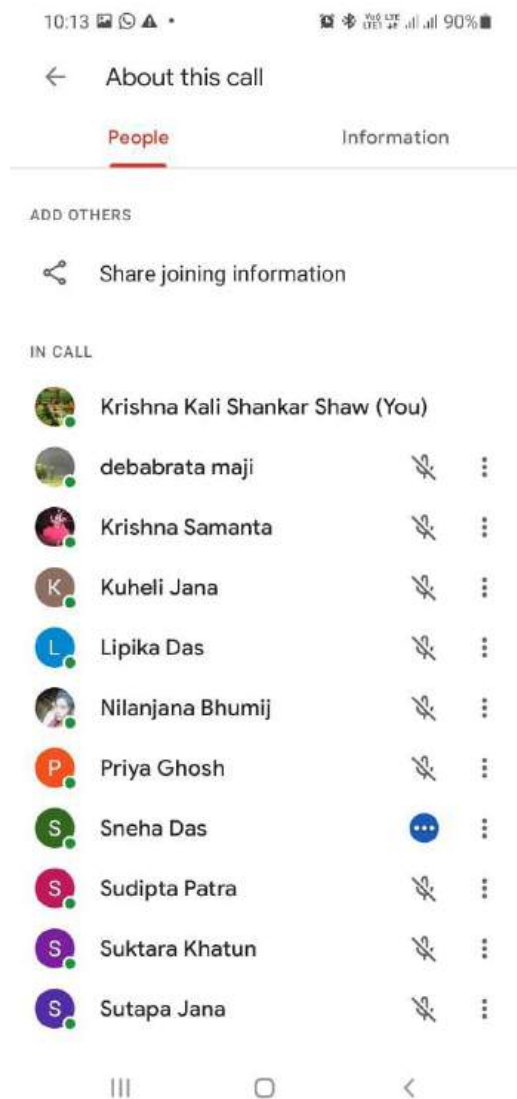 10:13 90%
About this call
People Information
ADD OTHERS
Share joining information
IN CALL
Krishna Kali Shankar Shaw (You)
debabrata maji
Krishna Samanta
K Kuheli Jana
L Lipika Das
Nilanjana Bhumij
P Priya Ghosh
S Sneha Das
S Sudipta Patra
S Suktara Khatun
S Sutapa Jana